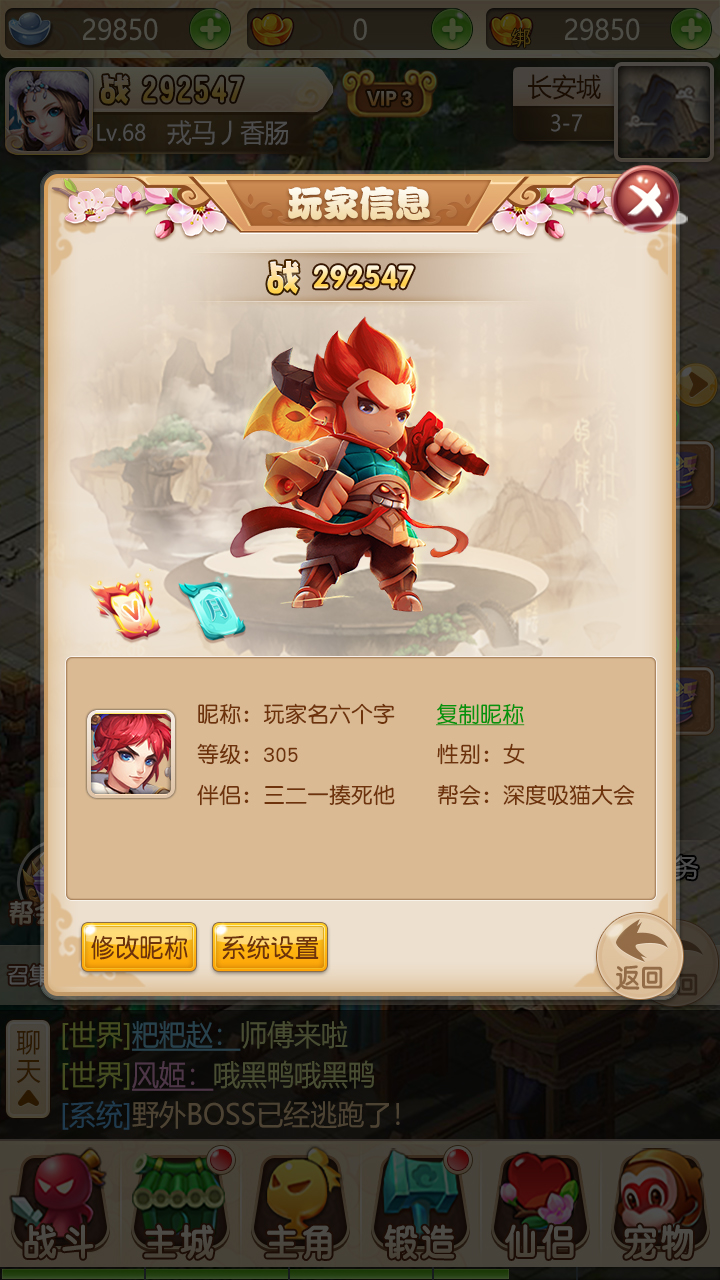 29850
0
绑
29850
战 292547
VIP 3
长安城
Lv.68 戎马丿香肠
3-7
玩家信息
战 292547
V
月
昵称：玩家名六个字 复制昵称
等级：305 性别：女
伴侣：三二一揍死他 帮会：深度吸猫大会
务
帮会
修改昵称 系统设置
返回
回
召集
聊天
[世界]粑粑赵：师傅来啦
[世界]风姬：哦黑鸭哦黑鸭
[系统]野外BOSS已经逃跑了！
战斗 主城 主角 锻造 仙侣 宠物